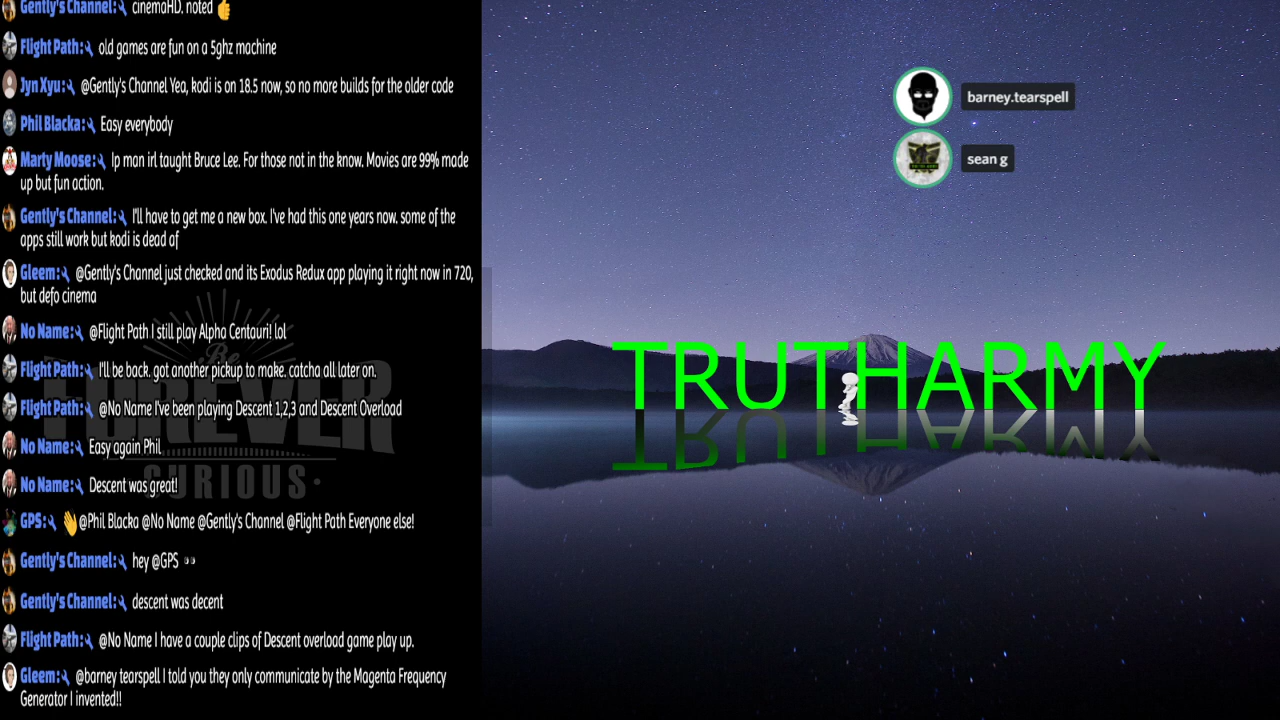 Gently's Channel: cinemaHD. noted 👍
Flight Path: old games are fun on a 5ghz machine
Jyn Xyu: @Gently's Channel Yea, kodi is on 18.5 now, so no more builds for the older code
Phil Blacka: Easy everybody
Marty Moose: Ip man irl taught Bruce Lee. For those not in the know. Movies are 99% made
up but fun action.
Gently's Channel: I'll have to get me a new box. I've had this one years now. some of the
apps still work but kodi is dead af
Gleem: @Gently's Channel just checked and its Exodus Redux app playing it right now in 720,
but defo cinema
No Name: @Flight Path I still play Alpha Centauri! lol
Flight Path: I'll be back. got another pickup to make. catcha all later on.
Flight Path: @No Name I've been playing Descent 1,2,3 and Descent Overload
No Name: Easy again Phil
No Name: Descent was great!
GPS: 👋@Phil Blacka @No Name @Gently's Channel @Flight Path Everyone else!
Gently's Channel: hey @GPS 👀
Gently's Channel: descent was decent
Flight Path: @No Name I have a couple clips of Descent overload game play up.
Gleem: @barney tearspell I told you they only communicate by the Magenta Frequency
Generator I invented!!
Be
FOREVER
CURIOUS
barney.tearspell
sean g
TRUTHARMY